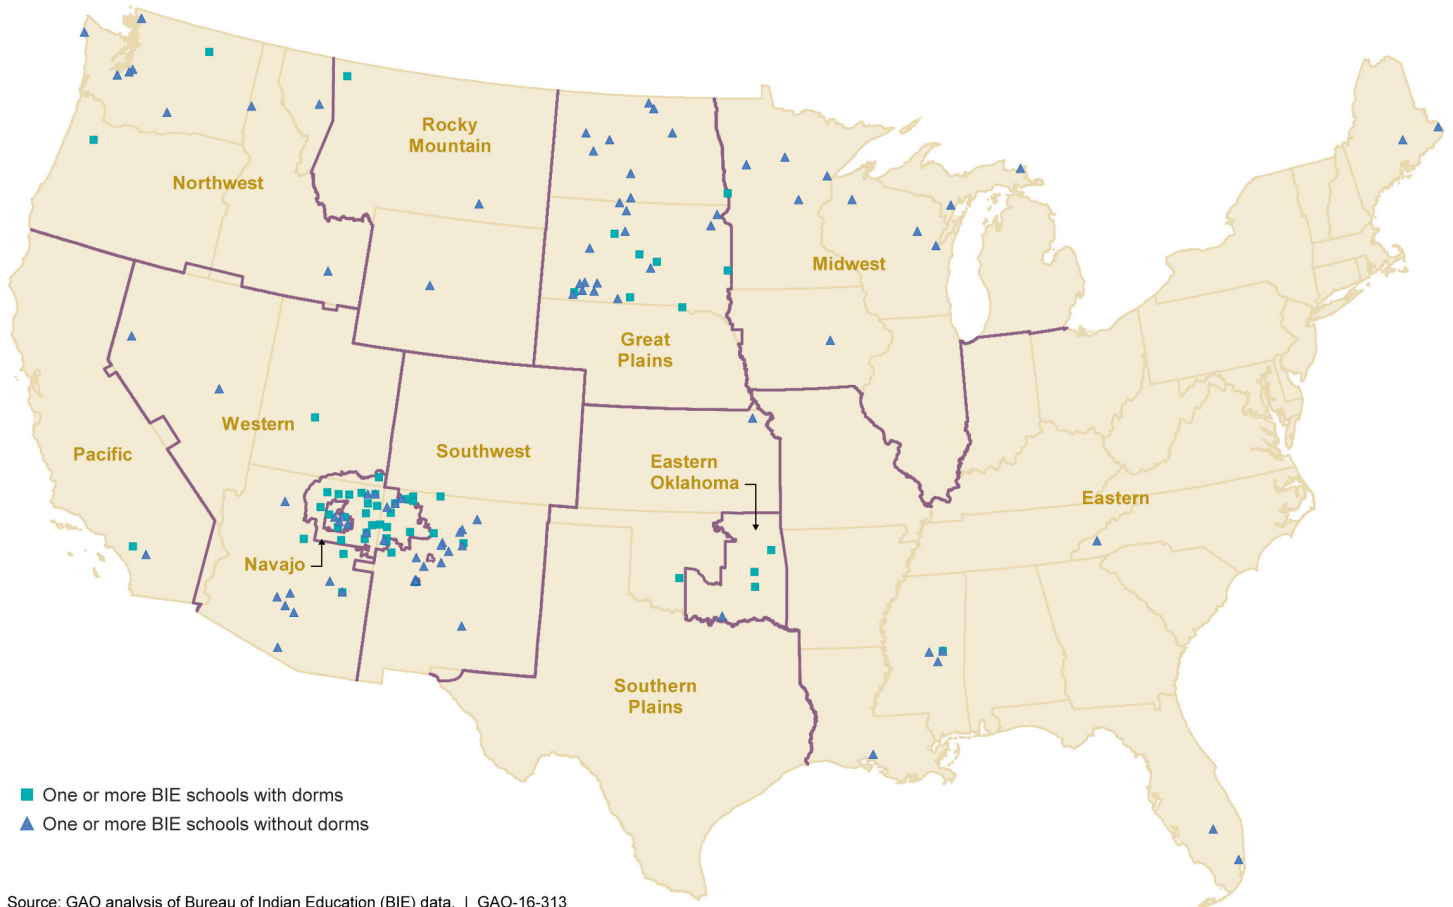 Rocky
Mountain
Northwest
Midwest
Great
Plains
Western
Pacific
Southwest
Eastern
Oklahoma
Eastern
Navajo
Southern
Plains
One or more BIE schools with dorms
One or more BIE schools without dorms
Source: GAO analysis of Bureau of Indian Education (BIE) data. | GAO-16-313